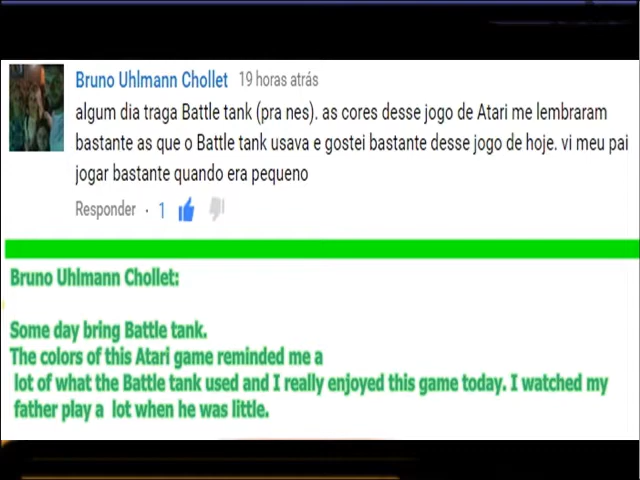 Bruno Uhlmann Chollet 19 horas atrás
algum dia traga Battle tank (pra nes). as cores desse jogo de Atari me lembraram
bastante as que o Battle tank usava e gostei bastante desse jogo de hoje. vi meu pai
jogar bastante quando era pequeno
Responder · 1
Bruno Uhlmann Chollet:
Some day bring Battle tank.
The colors of this Atari game reminded me a
lot of what the Battle tank used and I really enjoyed this game today. I watched my
father play a lot when he was little.